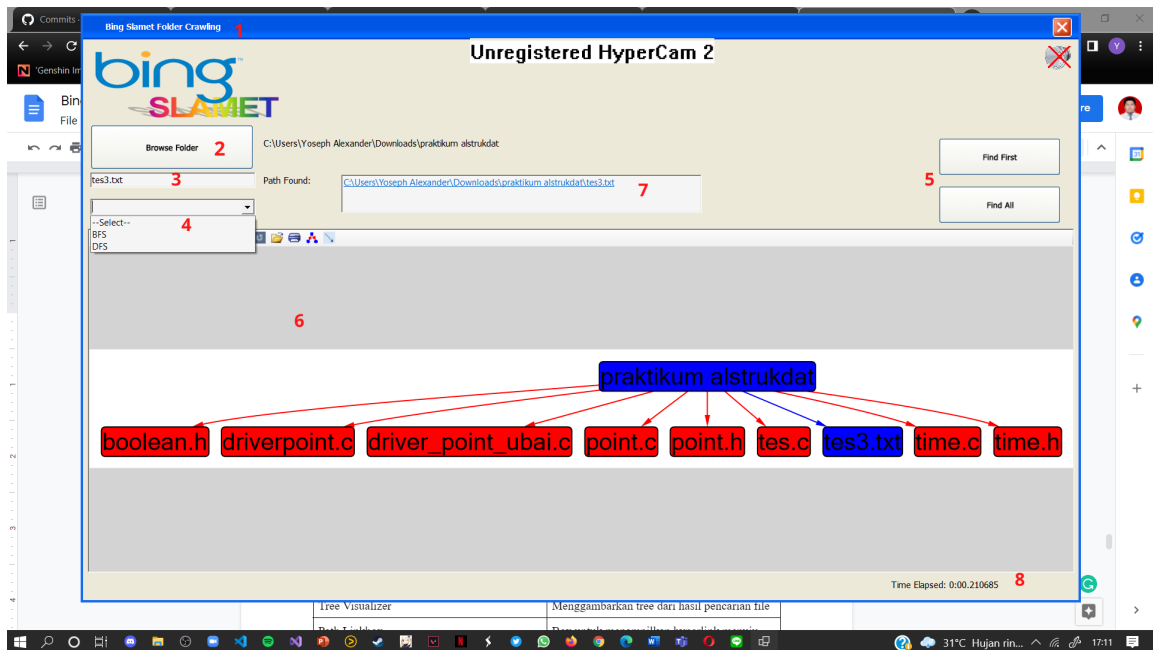 Commits
Bing Slamet Folder Crawling
1
Unregistered HyperCam 2
'Genshin Im
bing
SLAMET
Bin
File
Browse Folder
2
C:\Users\Yoseph Alexander\Downloads\praktikum alstrukdat
Find First
tes3.txt
3
Path Found:
C:\Users\Yoseph Alexander\Downloads\praktikum alstrukdat\tes3.txt
7
5
Find All
--Select--
BFS
DFS
4
6
praktikum alstrukdat
boolean.h
driverpoint.c
driver_point_ubai.c
point.c
point.h
tes.c
tes3.txt
time.c
time.h
Time Elapsed: 0:00.210685
8
Tree Visualizer
Menggambarkan tree dari hasil pencarian file
31°C Hujan rin...
17:11